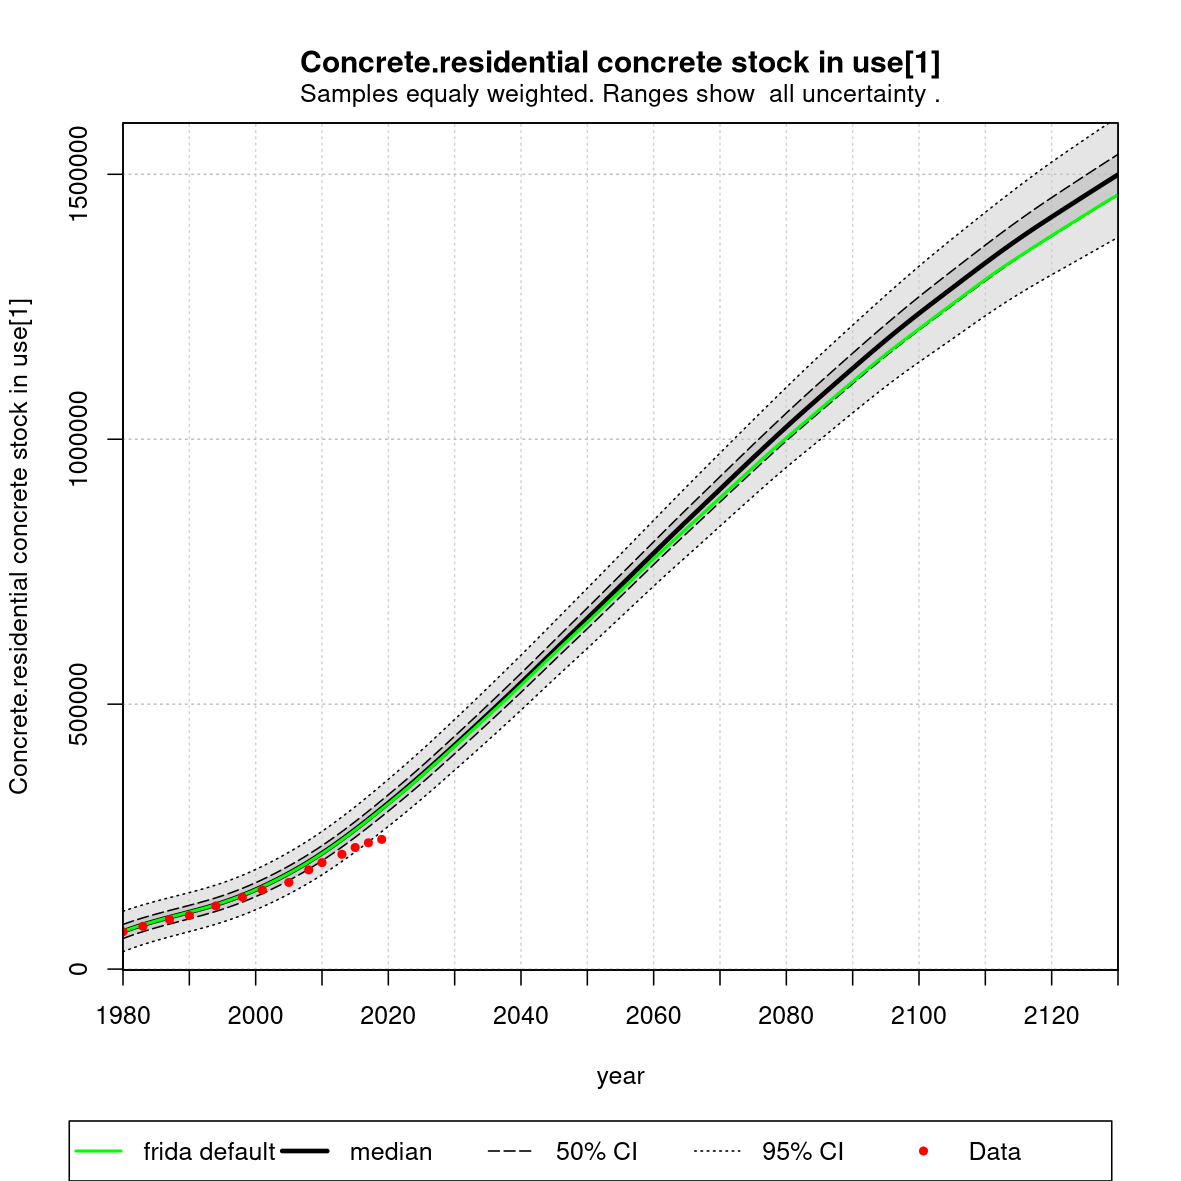 Concrete.residential concrete stock in use[1]
Samples equaly weighted. Ranges show  all uncertainty .
Concrete.residential concrete stock in use[1]
1500000
1000000
500000
0
1980 2000 2020 2040 2060 2080 2100 2120
year
frida default median 50% CI 95% CI Data